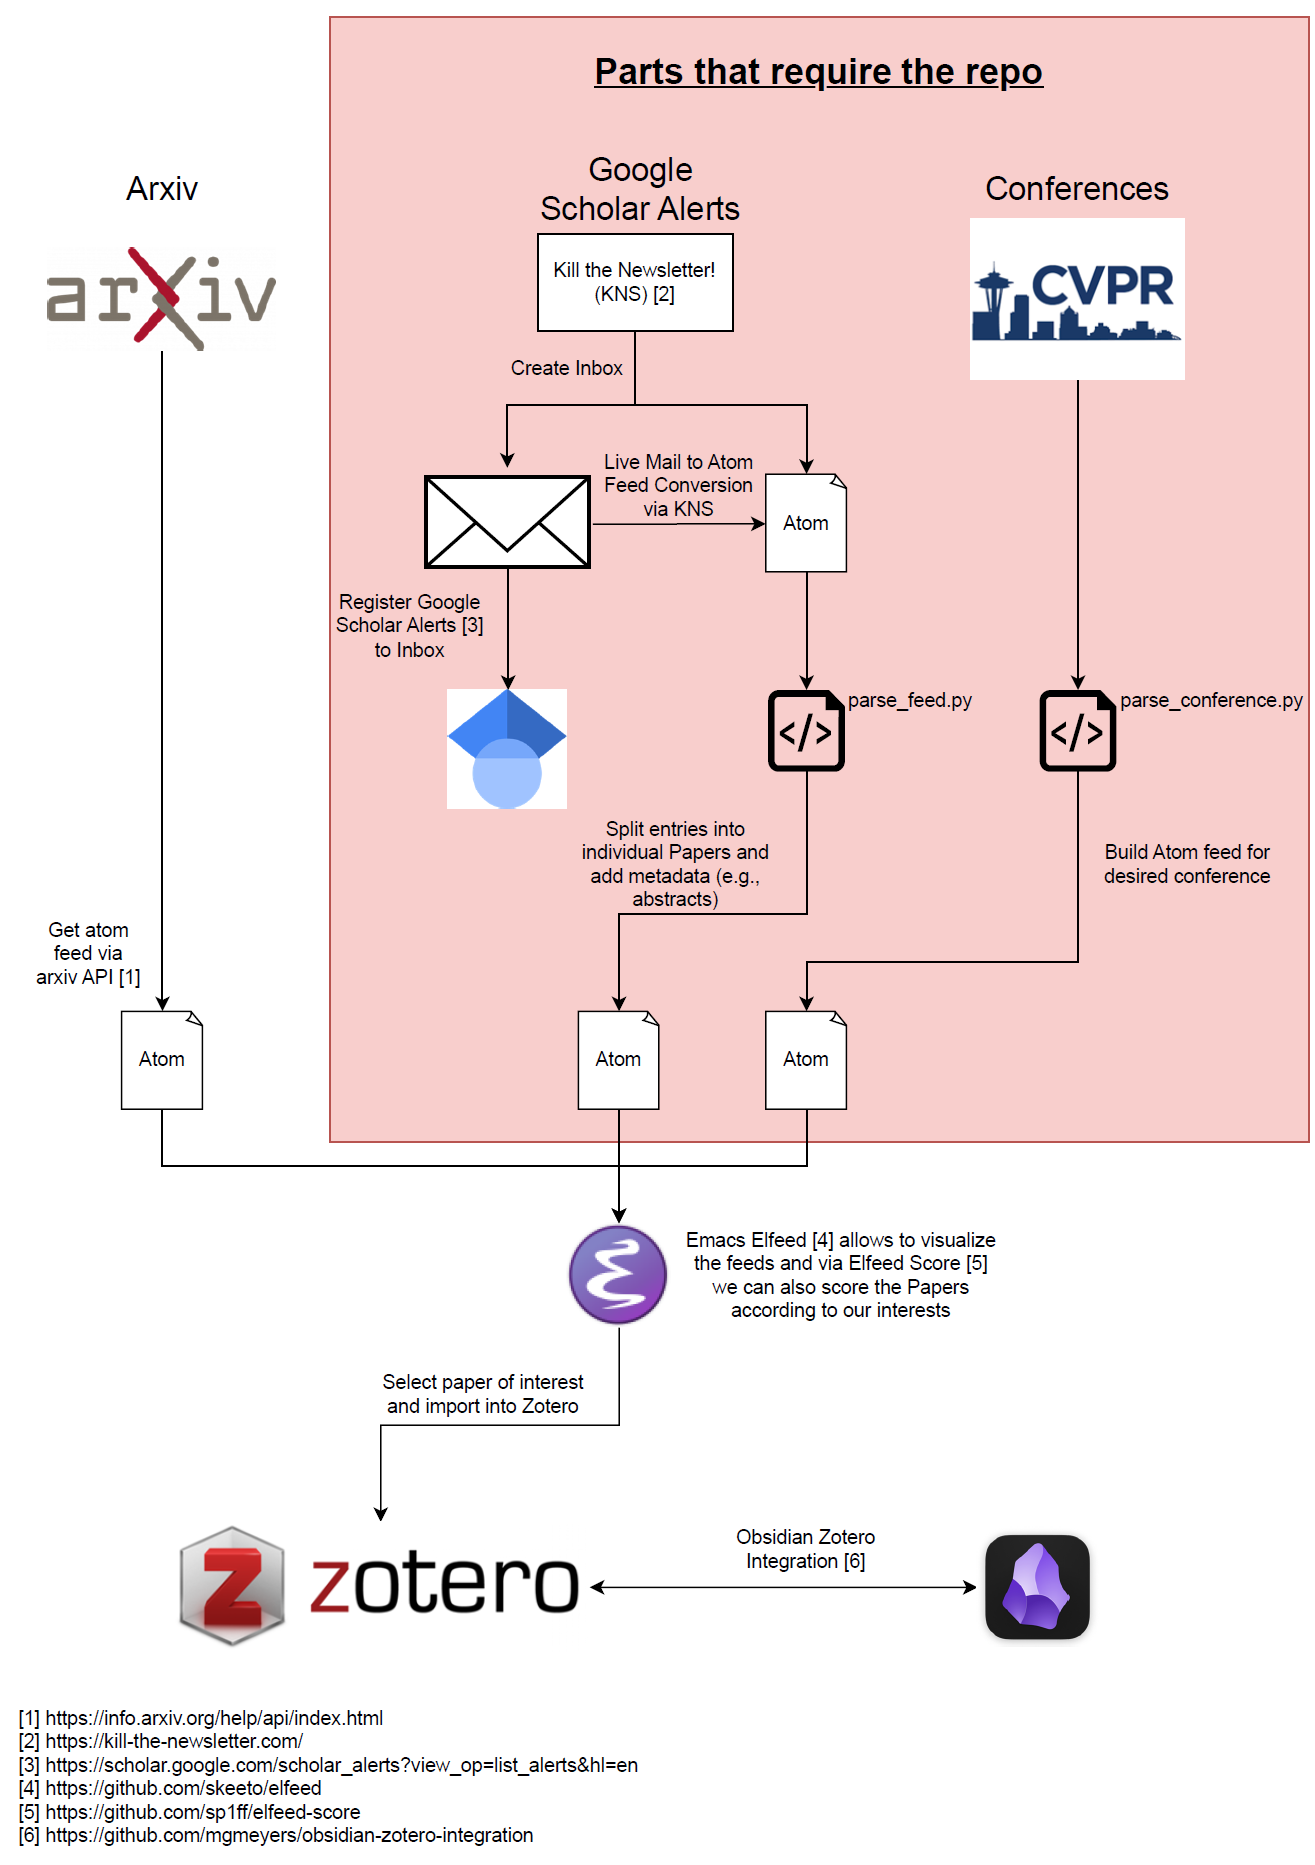 Parts that require the repo
Arxiv
arXiv
Google
Scholar Alerts
Conferences
Kill the Newsletter!
(KNS) [2]
CVPR
Create Inbox
Live Mail to Atom
Feed Conversion
via KNS
Atom
Register Google
Scholar Alerts [3]
to Inbox
parse_feed.py
</>
parse_conference.py
</>
Split entries into
individual Papers and
add metadata (e.g.,
abstracts)
Build Atom feed for
desired conference
Get atom
feed via
arxiv API [1]
Atom
Atom
Atom
Emacs Elfeed [4] allows to visualize
the feeds and via Elfeed Score [5]
we can also score the Papers
according to our interests
Select paper of interest
and import into Zotero
Z
zotero
Obsidian Zotero
Integration [6]
[1] https://info.arxiv.org/help/api/index.html
[2] https://kill-the-newsletter.com/
[3] https://scholar.google.com/scholar_alerts?view_op=list_alerts&hl=en
[4] https://github.com/skeeto/elfeed
[5] https://github.com/sp1ff/elfeed-score
[6] https://github.com/mgmeyers/obsidian-zotero-integration